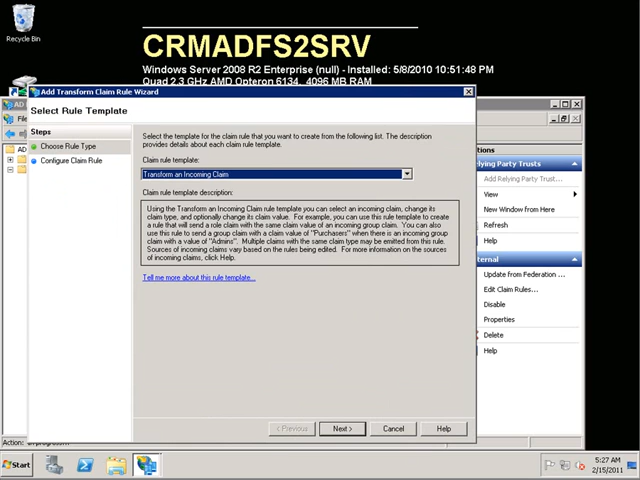 Recycle Bin
CRMADFS2SRV
Windows Server 2008 R2 Enterprise (null) - Installed: 5/8/2010 10:51:48 PM
Quad 2.3 GHz AMD Opteron 6134, 4096 MB RAM
Add Transform Claim Rule Wizard
Select Rule Template
Steps
Choose Rule Type
Configure Claim Rule
Select the template for the claim rule that you want to create from the following list. The description
provides details about each claim rule template.
Claim rule template:
Transform an Incoming Claim
Claim rule template description:
Using the Transform an Incoming Claim rule template you can select an incoming claim, change its
claim type, and optionally change its claim value. For example, you can use this rule template to create
a rule that will send a role claim with the same claim value of an incoming group claim. You can also
use this rule to send a group claim with a claim value of "Purchasers" when there is an incoming group
claim with a value of "Admins". Multiple claims with the same claim type may be emitted from this rule.
Sources of incoming claims vary based on the rules being edited. For more information on the sources
of incoming claims, click Help.
Tell me more about this rule template...
< Previous
Next >
Cancel
Help
AD
File
AD
tions
elying Party Trusts
Add Relying Party Trust...
View
New Window from Here
Refresh
Help
ternal
Update from Federation ...
Edit Claim Rules...
Disable
Properties
Delete
Help
Action:
Start
5:27 AM
2/15/2011